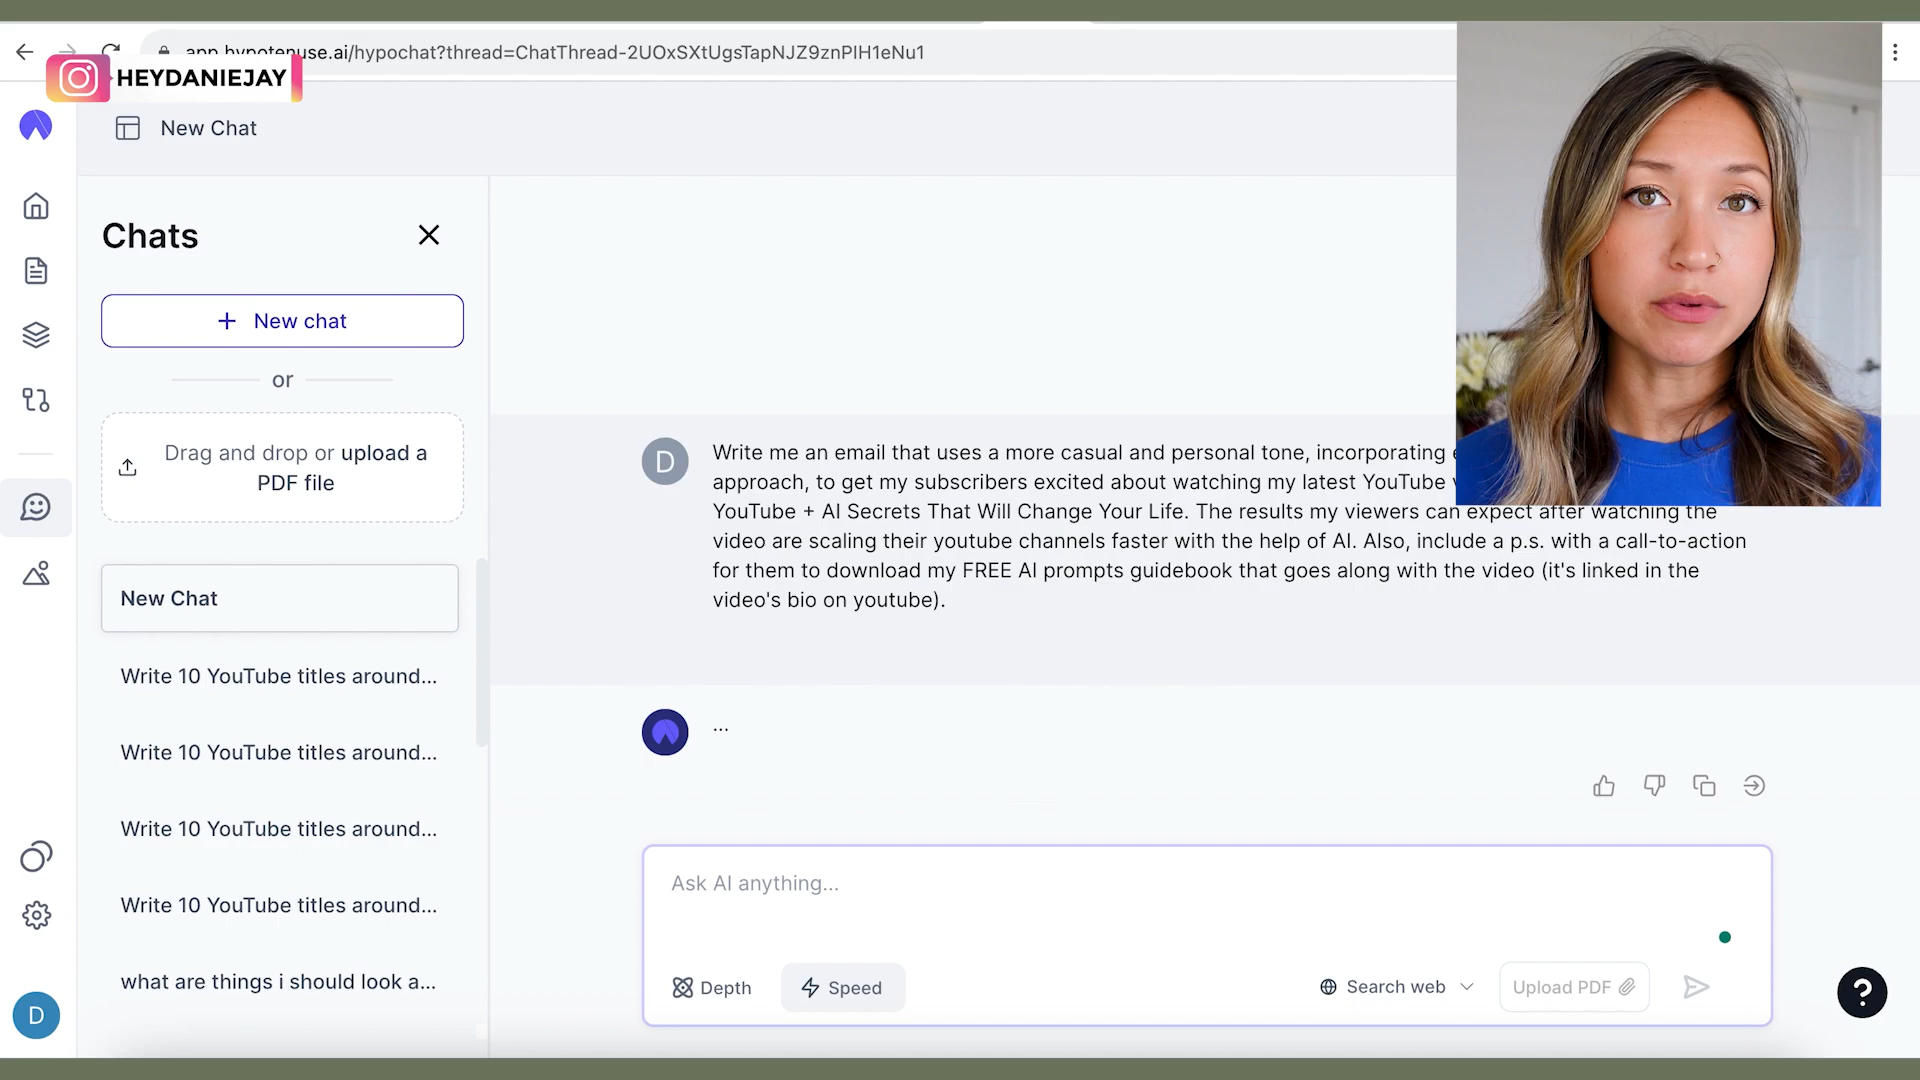 app.hypotenuse.ai/hypochat?thread=ChatThread-2UOxSXtUgsTapNJZ9znPIH1eNu1
HEYDANIEJAY
New Chat
Chats
+ New chat
or
Drag and drop or upload a
PDF file
New Chat
Write 10 YouTube titles around...
Write 10 YouTube titles around...
Write 10 YouTube titles around...
Write 10 YouTube titles around...
what are things i should look a...
D
D
Write me an email that uses a more casual and personal tone, incorporating
approach, to get my subscribers excited about watching my latest YouTube
YouTube + AI Secrets That Will Change Your Life. The results my viewers can expect after watching the
video are scaling their youtube channels faster with the help of AI. Also, include a p.s. with a call-to-action
for them to download my FREE AI prompts guidebook that goes along with the video (it's linked in the
video's bio on youtube).
...
Ask AI anything...
Depth
Speed
Search web
Upload PDF
?